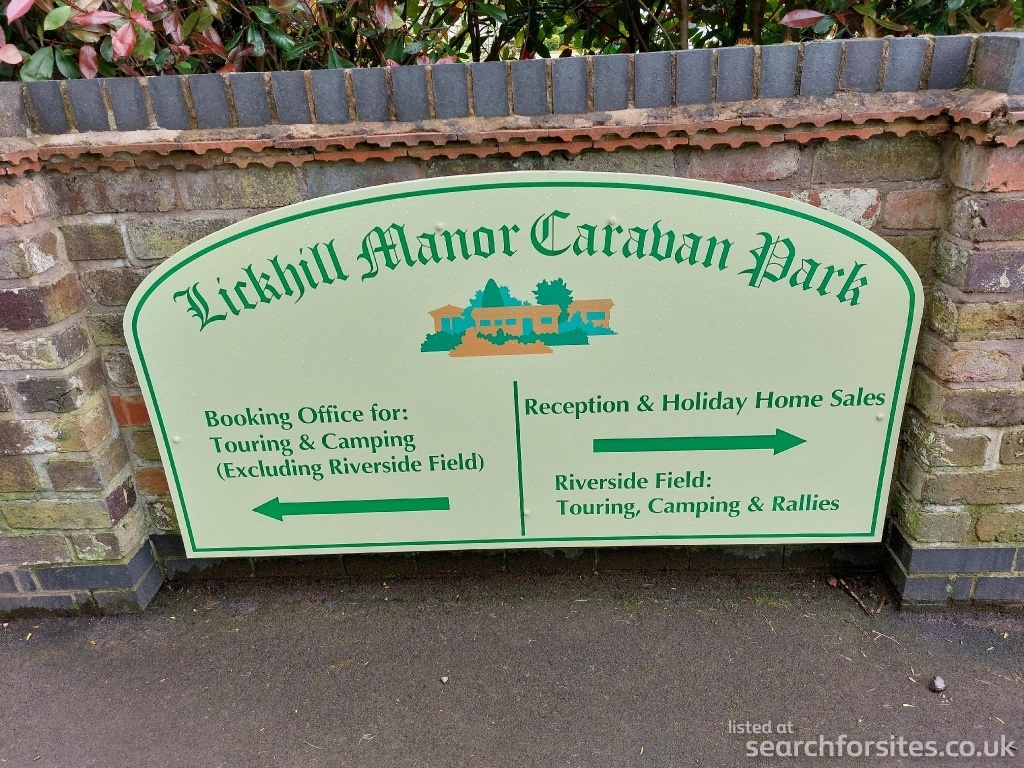 Lickhill Manor Caravan Park
Booking Office for:
Touring & Camping
(Excluding Riverside Field)
Reception & Holiday Home Sales
Riverside Field:
Touring, Camping & Rallies
listed at
searchforsites.co.uk